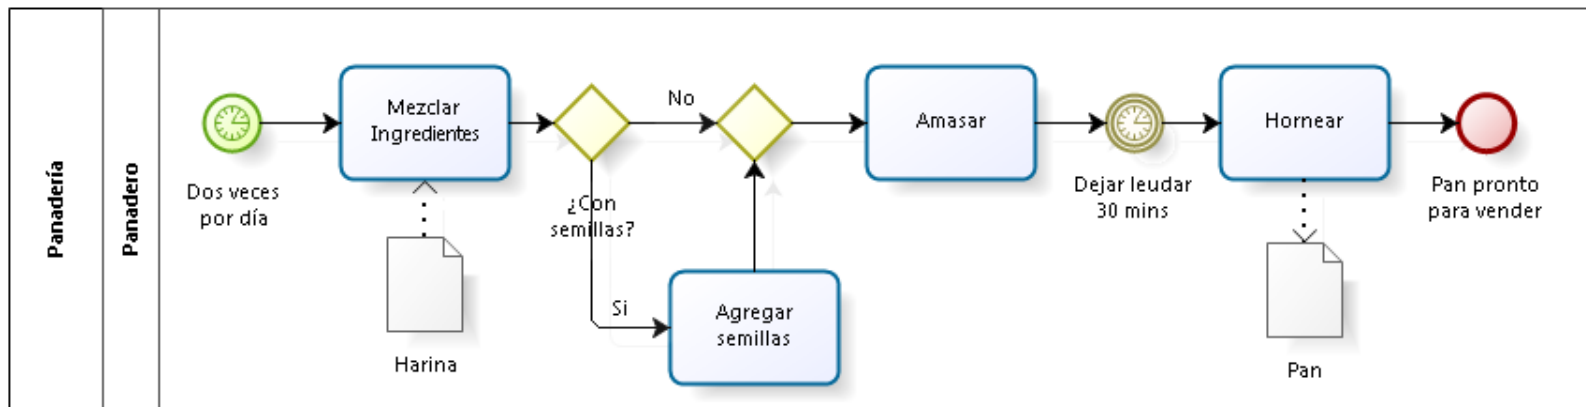 Panadería
Panadero
Dos veces
por día
Mezclar
Ingredientes
Harina
¿Con
semillas?
No
Si
Agregar
semillas
Amasar
Dejar leudar
30 mins
Hornear
Pan
Pan pronto
para vender